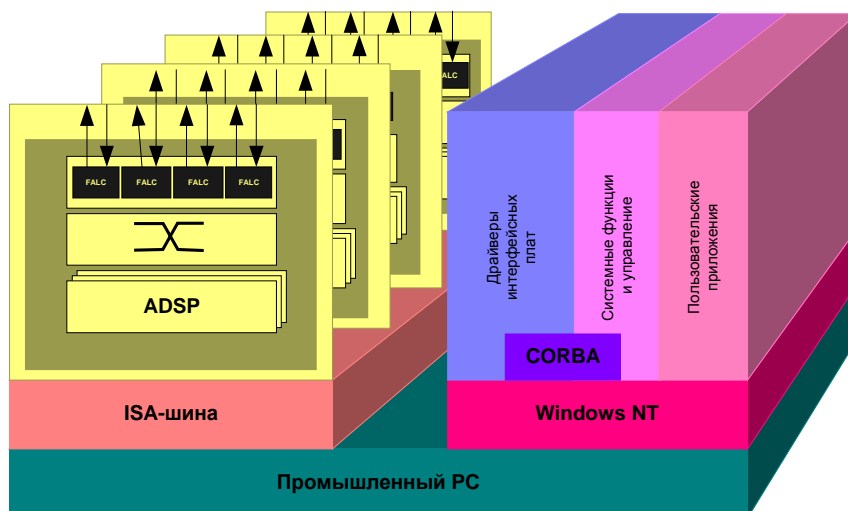 FALC
FALC FALC FALC FALC
ADSP
Драйверы
интерфейсных
плат
Системные функции
и управление
Пользовательские
приложения
CORBA
ISA-шина
Windows NT
Промышленный PC